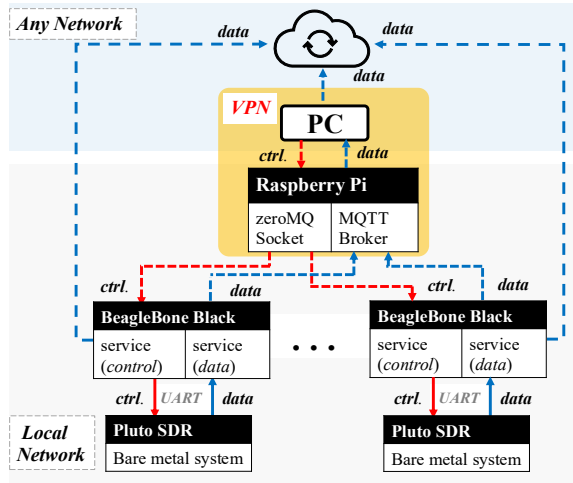 Any Network
data
data
data
VPN
PC
ctrl.
data
Raspberry Pi
zeroMQ
Socket
MQTT
Broker
ctrl.
data
ctrl.
data
BeagleBone Black
service
(control)
service
(data)
. . .
BeagleBone Black
service
(control)
service
(data)
ctrl.
UART
data
ctrl.
UART
data
Local
Network
Pluto SDR
Bare metal system
Pluto SDR
Bare metal system